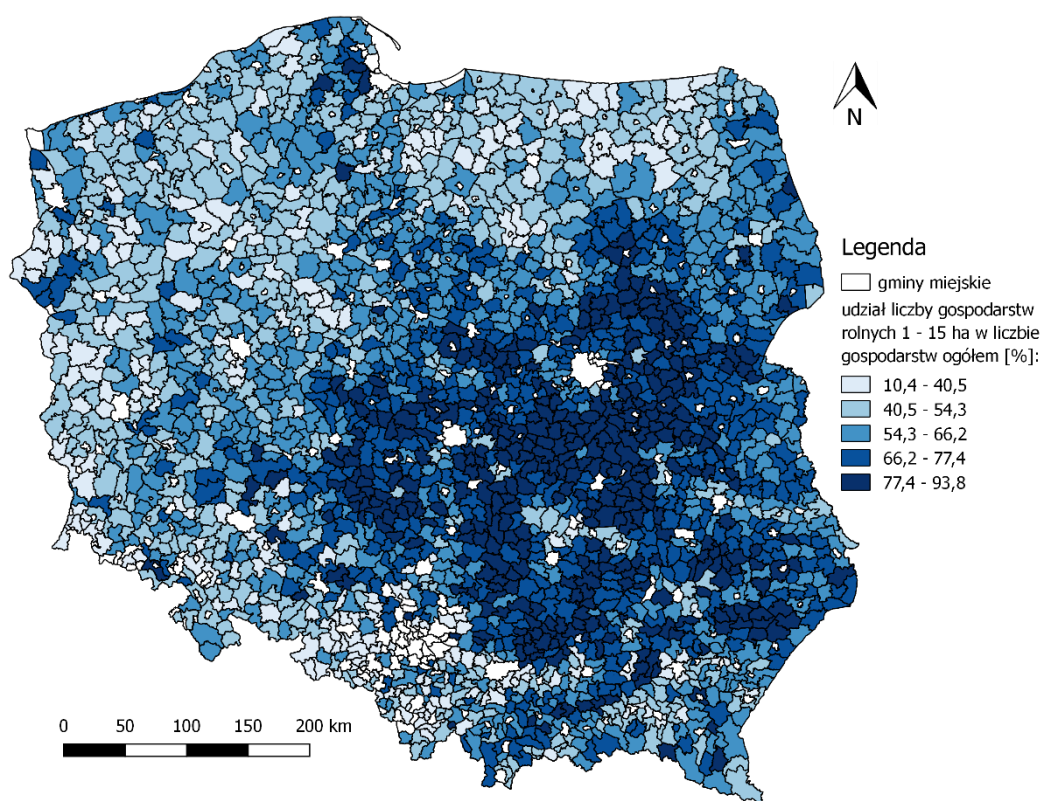 N
Legenda
gminy miejskie
udział liczby gospodarstw
rolnych 1 - 15 ha w liczbie
gospodarstw ogółem [%]:
10,4 - 40,5
40,5 - 54,3
54,3 - 66,2
66,2 - 77,4
77,4 - 93,8
0 50 100 150 200 km